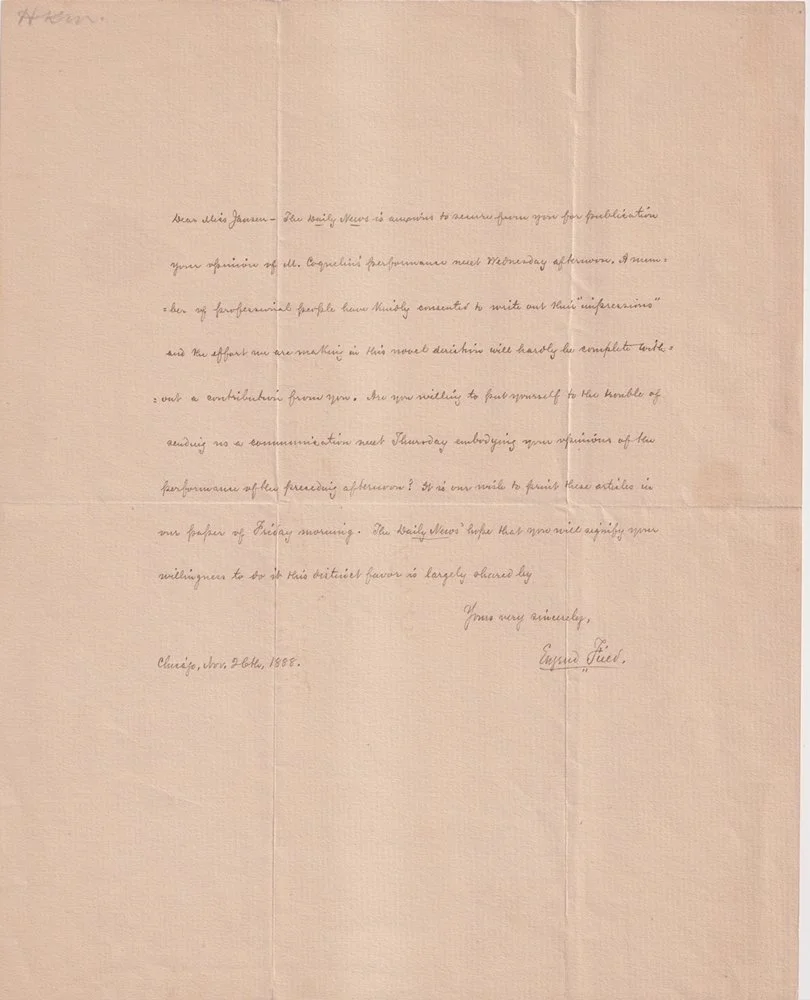 Dear Miss Jansen – The Daily News is anxious to secure from you for publication
your opinion of M. Coquelin's performance next Wednesday afternoon. A num=
=ber of professional people have kindly consented to write out their "impressions"
and the effort we are making in this novel direction will hardly be complete with=
=out a contribution from you. Are you willing to put yourself to the trouble of
sending us a communication next Thursday embodying your opinions of the
performance of the preceding afternoon? It is our wish to print these articles in
our paper of Friday morning. The Daily News' hope that you will signify your
willingness to do it this distinct favor is largely shared by
Yours very sincerely,
Eugene Field.
Chicago, Nov. 26th, 1888.